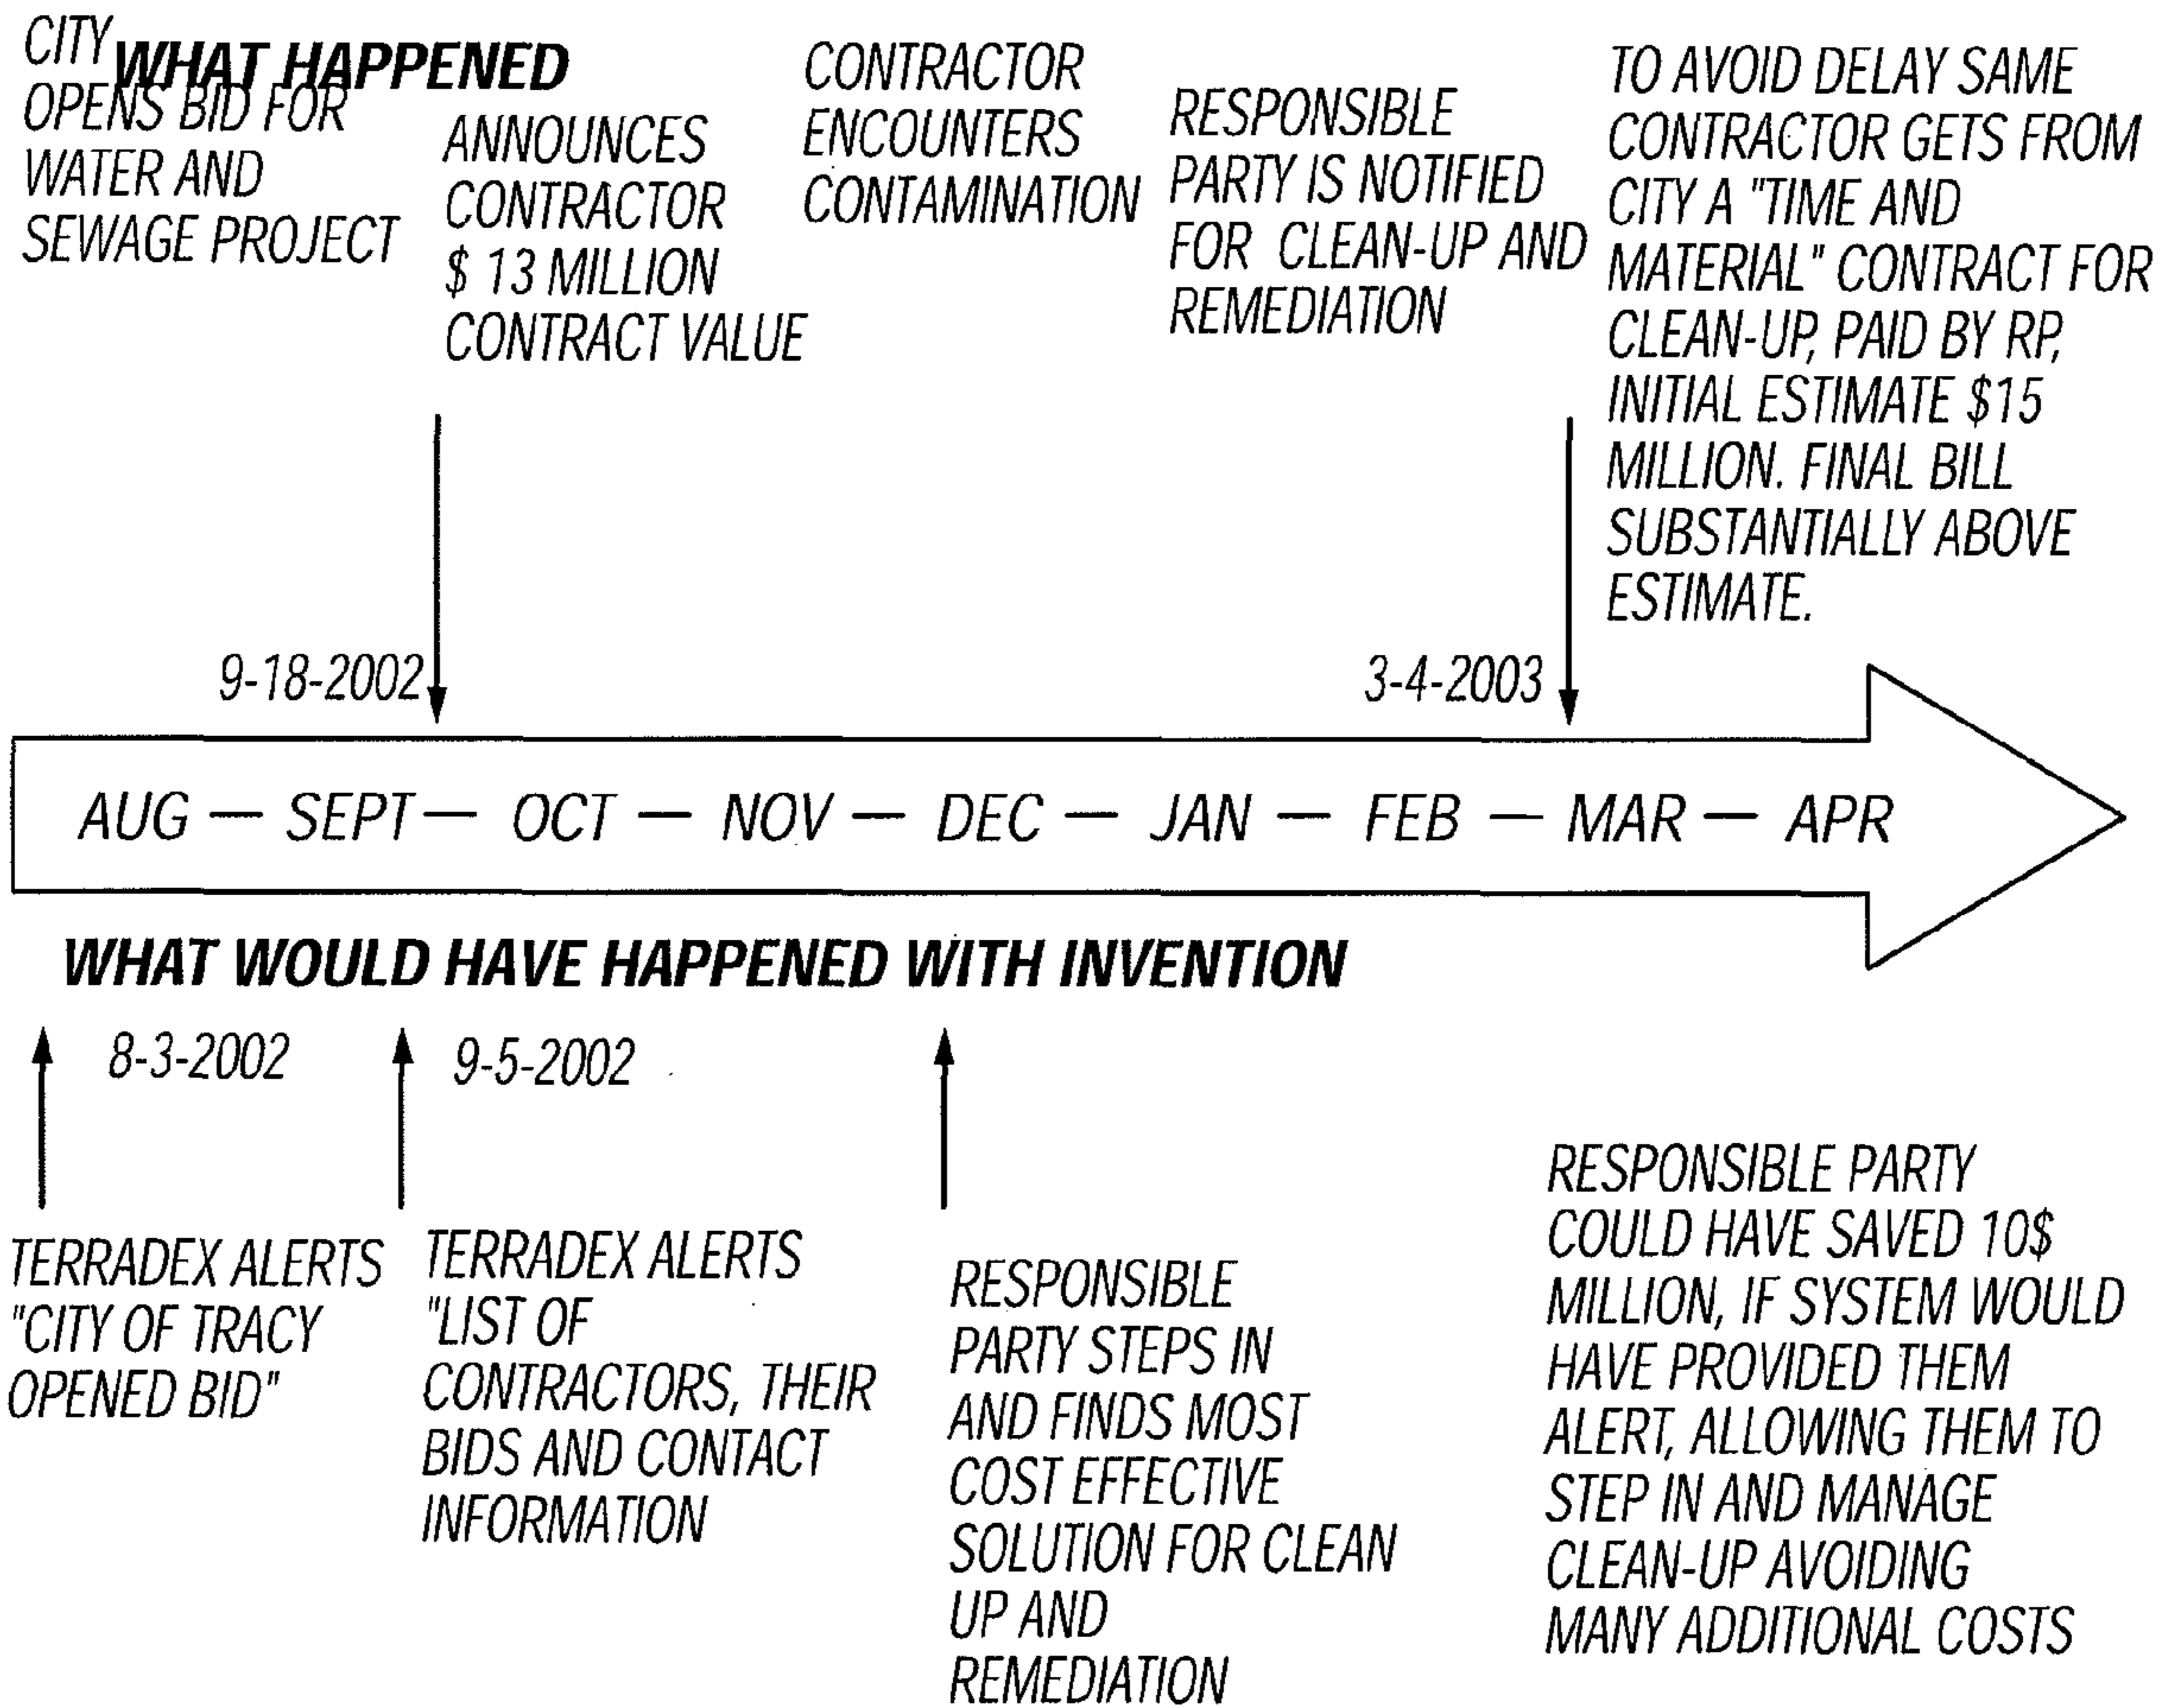 WHAT HAPPENED
CITY
OPENS BID FOR
WATER AND
SEWAGE PROJECT
ANNOUNCES
CONTRACTOR
$ 13 MILLION
CONTRACT VALUE
CONTRACTOR
ENCOUNTERS
CONTAMINATION
RESPONSIBLE
PARTY IS NOTIFIED
FOR CLEAN-UP AND
REMEDIATION
TO AVOID DELAY SAME
CONTRACTOR GETS FROM
CITY A "TIME AND
MATERIAL" CONTRACT FOR
CLEAN-UP, PAID BY RP,
INITIAL ESTIMATE $15
MILLION. FINAL BILL
SUBSTANTIALLY ABOVE
ESTIMATE.
9-18-2002
3-4-2003
AUG — SEPT — OCT — NOV — DEC — JAN — FEB — MAR — APR
WHAT WOULD HAVE HAPPENED WITH INVENTION
8-3-2002
9-5-2002
TERRADEX ALERTS
"CITY OF TRACY
OPENED BID"
TERRADEX ALERTS
"LIST OF
CONTRACTORS, THEIR
BIDS AND CONTACT
INFORMATION
RESPONSIBLE
PARTY STEPS IN
AND FINDS MOST
COST EFFECTIVE
SOLUTION FOR CLEAN
UP AND
REMEDIATION
RESPONSIBLE PARTY
COULD HAVE SAVED 10$
MILLION, IF SYSTEM WOULD
HAVE PROVIDED THEM
ALERT, ALLOWING THEM TO
STEP IN AND MANAGE
CLEAN-UP AVOIDING
MANY ADDITIONAL COSTS